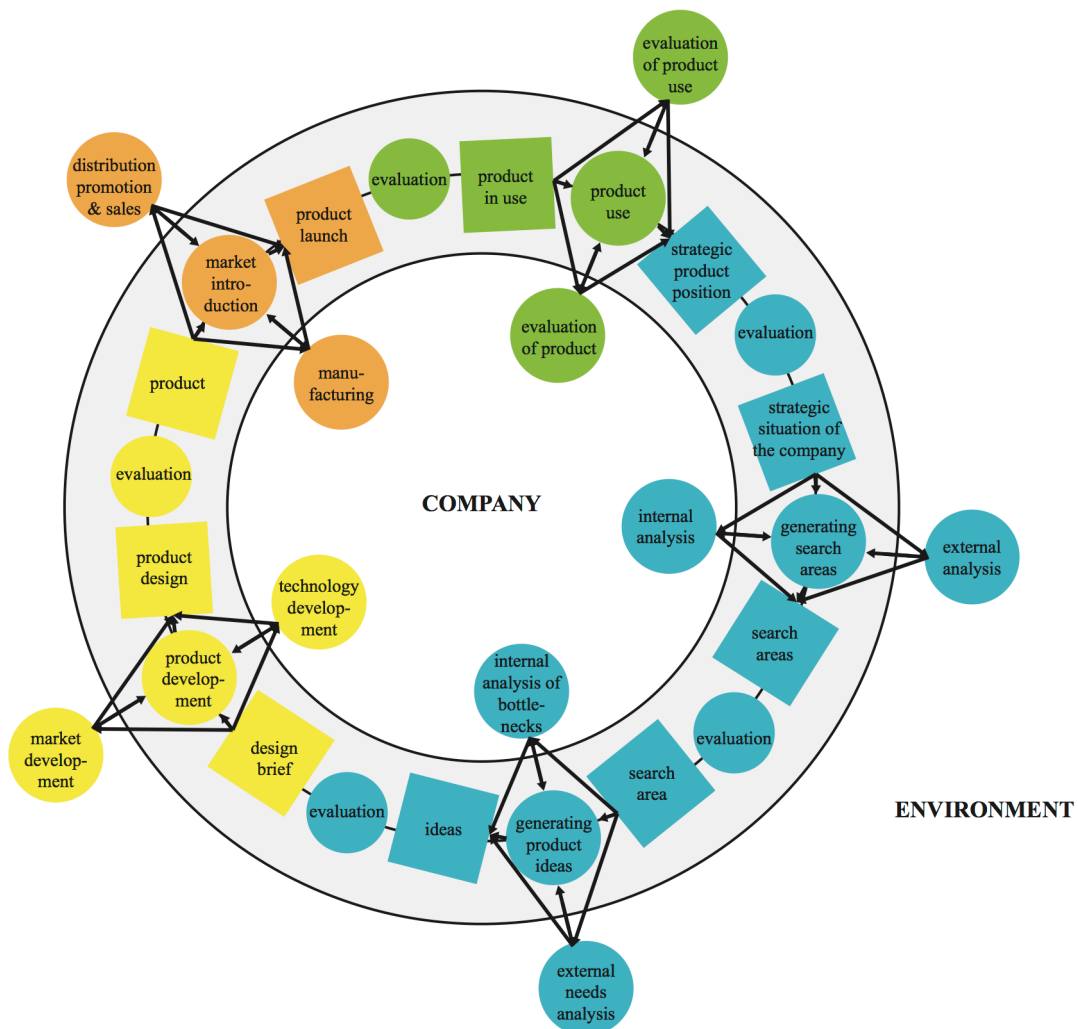 evaluation
of product
use
distribution
promotion
& sales
evaluation
product
in use
product
use
product
launch
strategic
product
position
market
intro-
duction
evaluation
evaluation
of product
manu-
facturing
product
strategic
situation of
the company
evaluation
COMPANY
internal
analysis
generating
search
areas
external
analysis
product
design
technology
develop-
ment
search
areas
product
develop-
ment
internal
analysis of
bottle-
necks
evaluation
market
develop-
ment
design
brief
search
area
evaluation
ideas
generating
product
ideas
ENVIRONMENT
external
needs
analysis